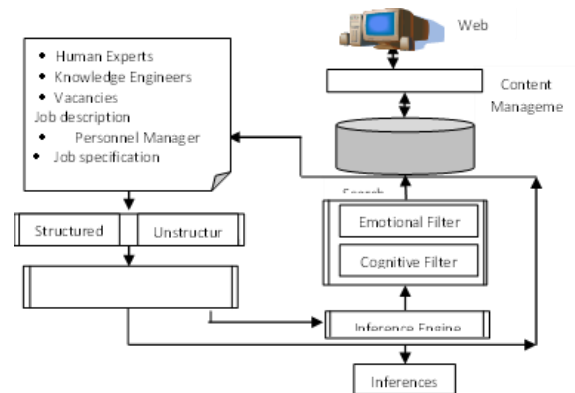 Web
Human Experts
Knowledge Engineers
Vacancies
Job description
Personnel Manager
Job specification
Content
Manageme
Search
Structured
Unstructur
Emotional Filter
Cognitive Filter
Inference Engine
Inferences